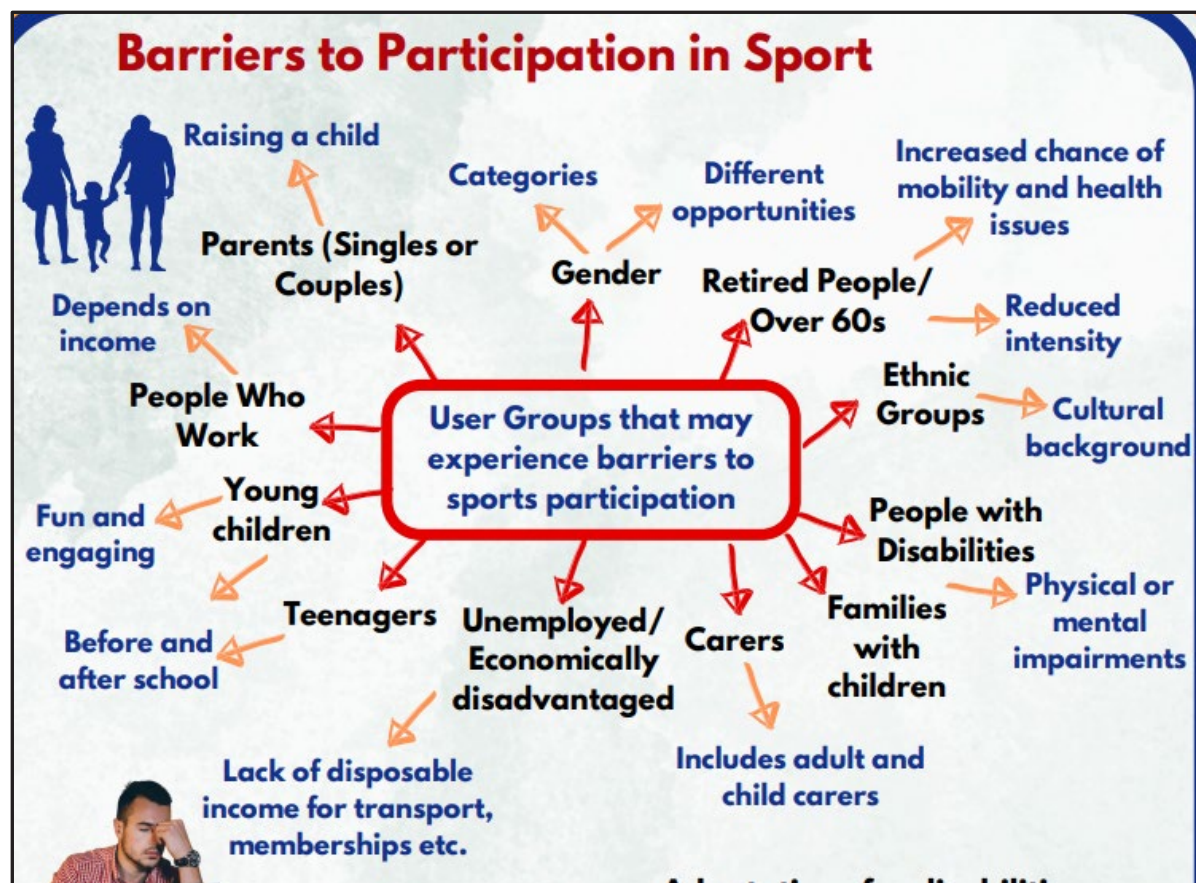 Barriers to Participation in Sport
Raising a child
Categories
Different
opportunities
Increased chance of
mobility and health
issues
Parents (Singles or
Couples)
Gender
Retired People/
Over 60s
Depends on
income
Reduced
intensity
People Who
Work
User Groups that may
experience barriers to
sports participation
Ethnic
Groups
Cultural
background
Young
children
Fun and
engaging
People with
Disabilities
Physical or
mental
impairments
Before and
after school
Teenagers
Unemployed/
Economically
disadvantaged
Carers
Families
with
children
Lack of disposable
income for transport,
memberships etc.
Includes adult and
child carers